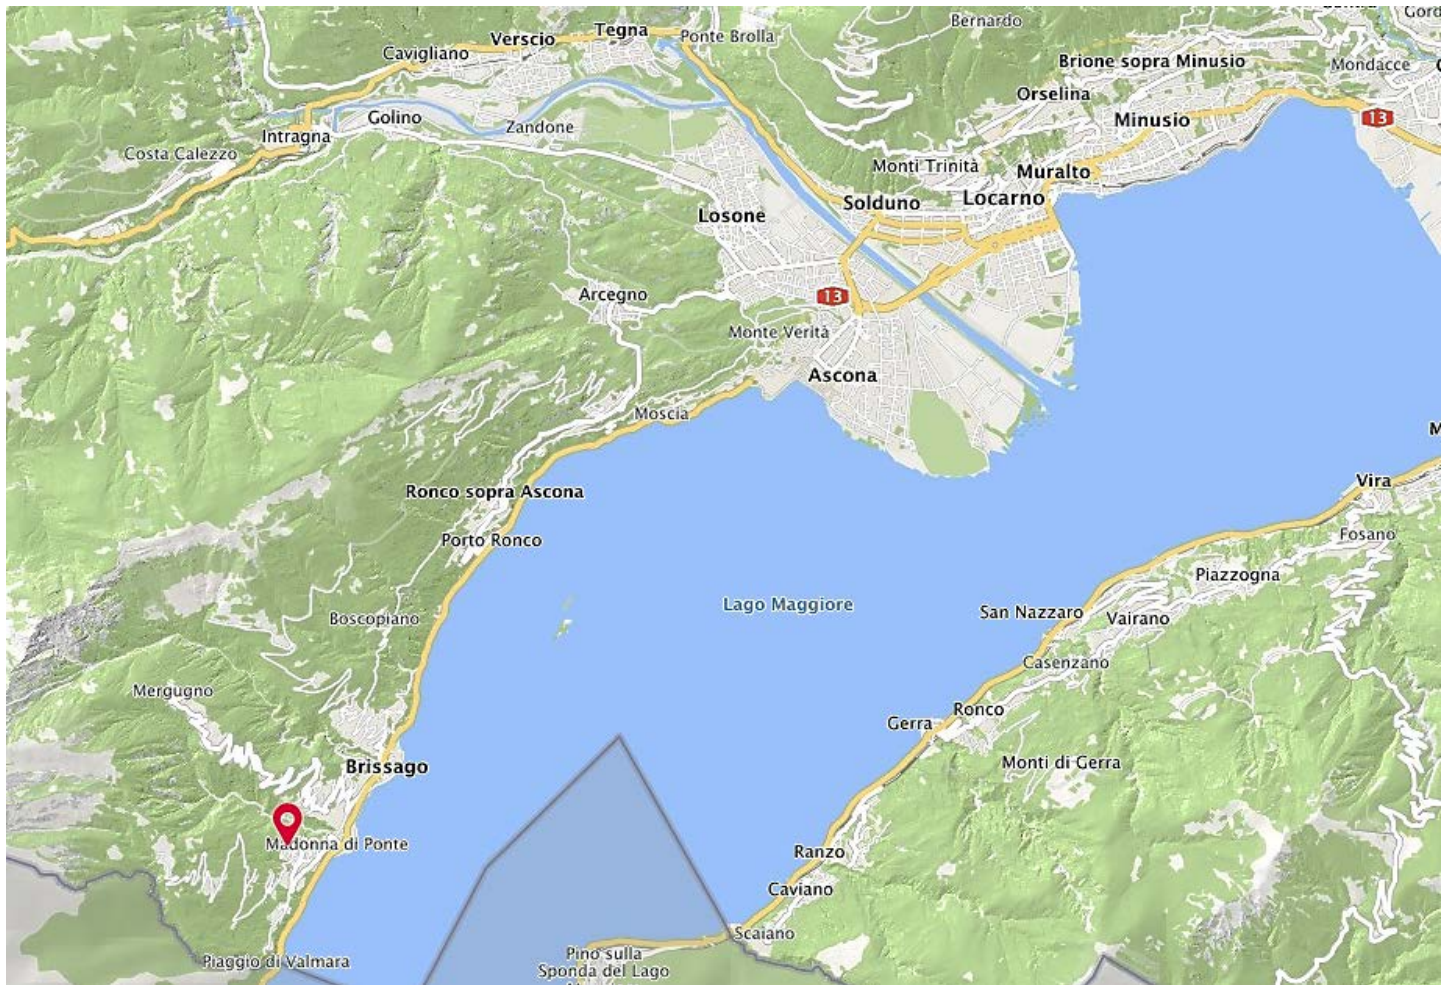 Bernardo
Tegna
Verscio
Ponte Brolla
Cavigliano
Brione sopra Minusio
Mondacce
Orselina
Golino
Minusio
13
Zandone
Intragna
Costa Calezzo
Monti Trinità
Muralto
Locarno
Solduno
Losone
Arcegno
13
Monte Verità
Ascona
Moscia
Vira
Ronco sopra Ascona
Fosano
Porto Ronco
Piazzogna
Lago Maggiore
San Nazzaro
Vairano
Boscopiano
Casenzano
Mergugno
Ronco
Gerra
Monti di Gerra
Brissago
Madonna di Ponte
Ranzo
Caviano
Scaiano
Pino sulla
Sponda del Lago
Piaggio di Valmara